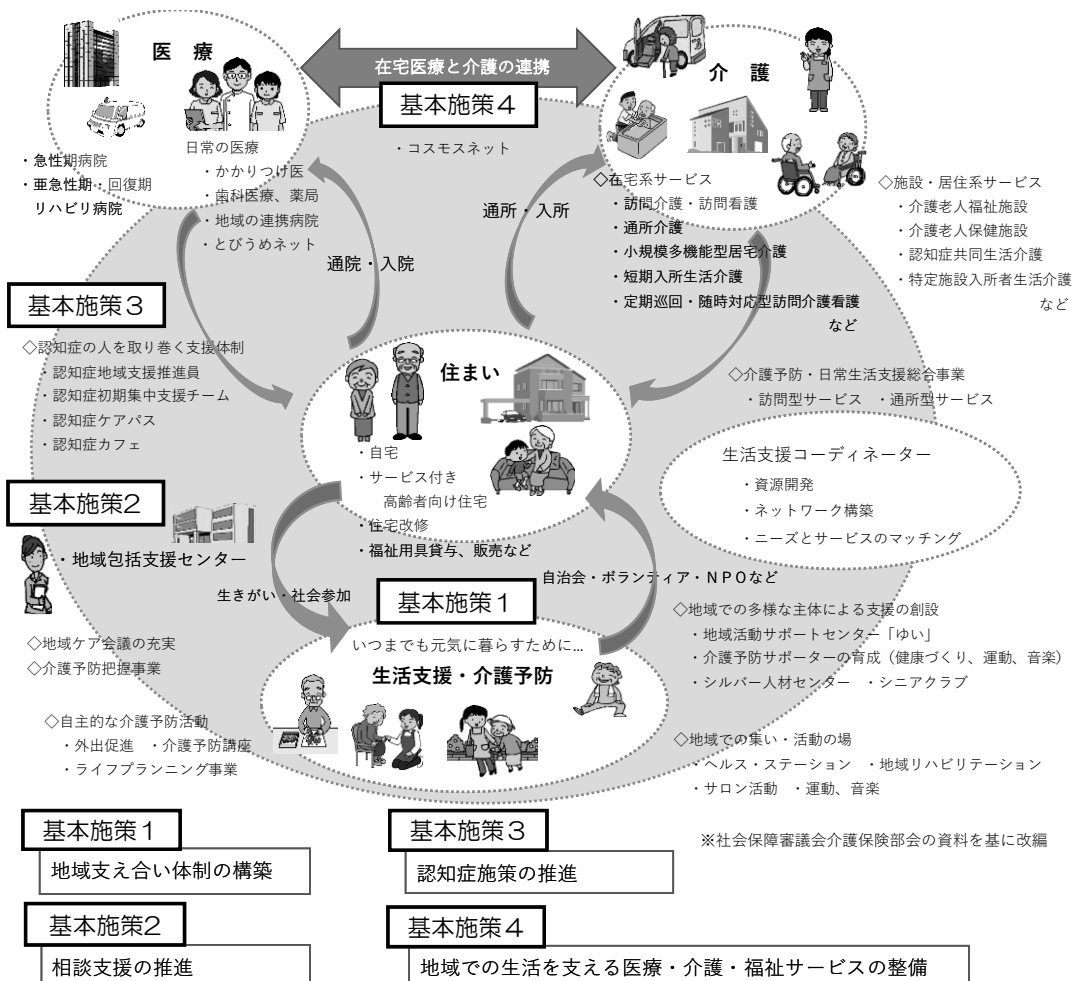 医　療
在宅医療と介護の連携
介　護
基本施策４
・コスモスネット
・急性期病院
・亜急性期・回復期
リハビリ病院
日常の医療
・かかりつけ医
・歯科医療、薬局
・地域の連携病院
・とびうめネット
通院・入院
通所・入所
◇在宅系サービス
・訪問介護・訪問看護
・通所介護
・小規模多機能型居宅介護
・短期入所生活介護
・定期巡回・随時対応型訪問介護看護
など
◇施設・居住系サービス
・介護老人福祉施設
・介護老人保健施設
・認知症共同生活介護
・特定施設入所者生活介護
など
基本施策３
◇認知症の人を取り巻く支援体制
・認知症地域支援推進員
・認知症初期集中支援チーム
・認知症ケアパス
・認知症カフェ
住まい
・自宅
・サービス付き
高齢者向け住宅
・住宅改修
・福祉用具貸与、販売など
◇介護予防・日常生活支援総合事業
・訪問型サービス　・通所型サービス
生活支援コーディネーター
・資源開発
・ネットワーク構築
・ニーズとサービスのマッチング
基本施策２
・地域包括支援センター
生きがい・社会参加
自治会・ボランティア・ＮＰＯなど
基本施策１
いつまでも元気に暮らすために…
生活支援・介護予防
◇地域ケア会議の充実
◇介護予防把握事業
◇自主的な介護予防活動
・外出促進　・介護予防講座
・ライフプランニング事業
◇地域での多様な主体による支援の創設
・地域活動サポートセンター「ゆい」
・介護予防サポーターの育成（健康づくり、運動、音楽）
・シルバー人材センター　・シニアクラブ
◇地域での集い・活動の場
・ヘルス・ステーション　・地域リハビリテーション
・サロン活動　・運動、音楽
※社会保障審議会介護保険部会の資料を基に改編
基本施策１
地域支え合い体制の構築
基本施策２
相談支援の推進
基本施策３
認知症施策の推進
基本施策４
地域での生活を支える医療・介護・福祉サービスの整備